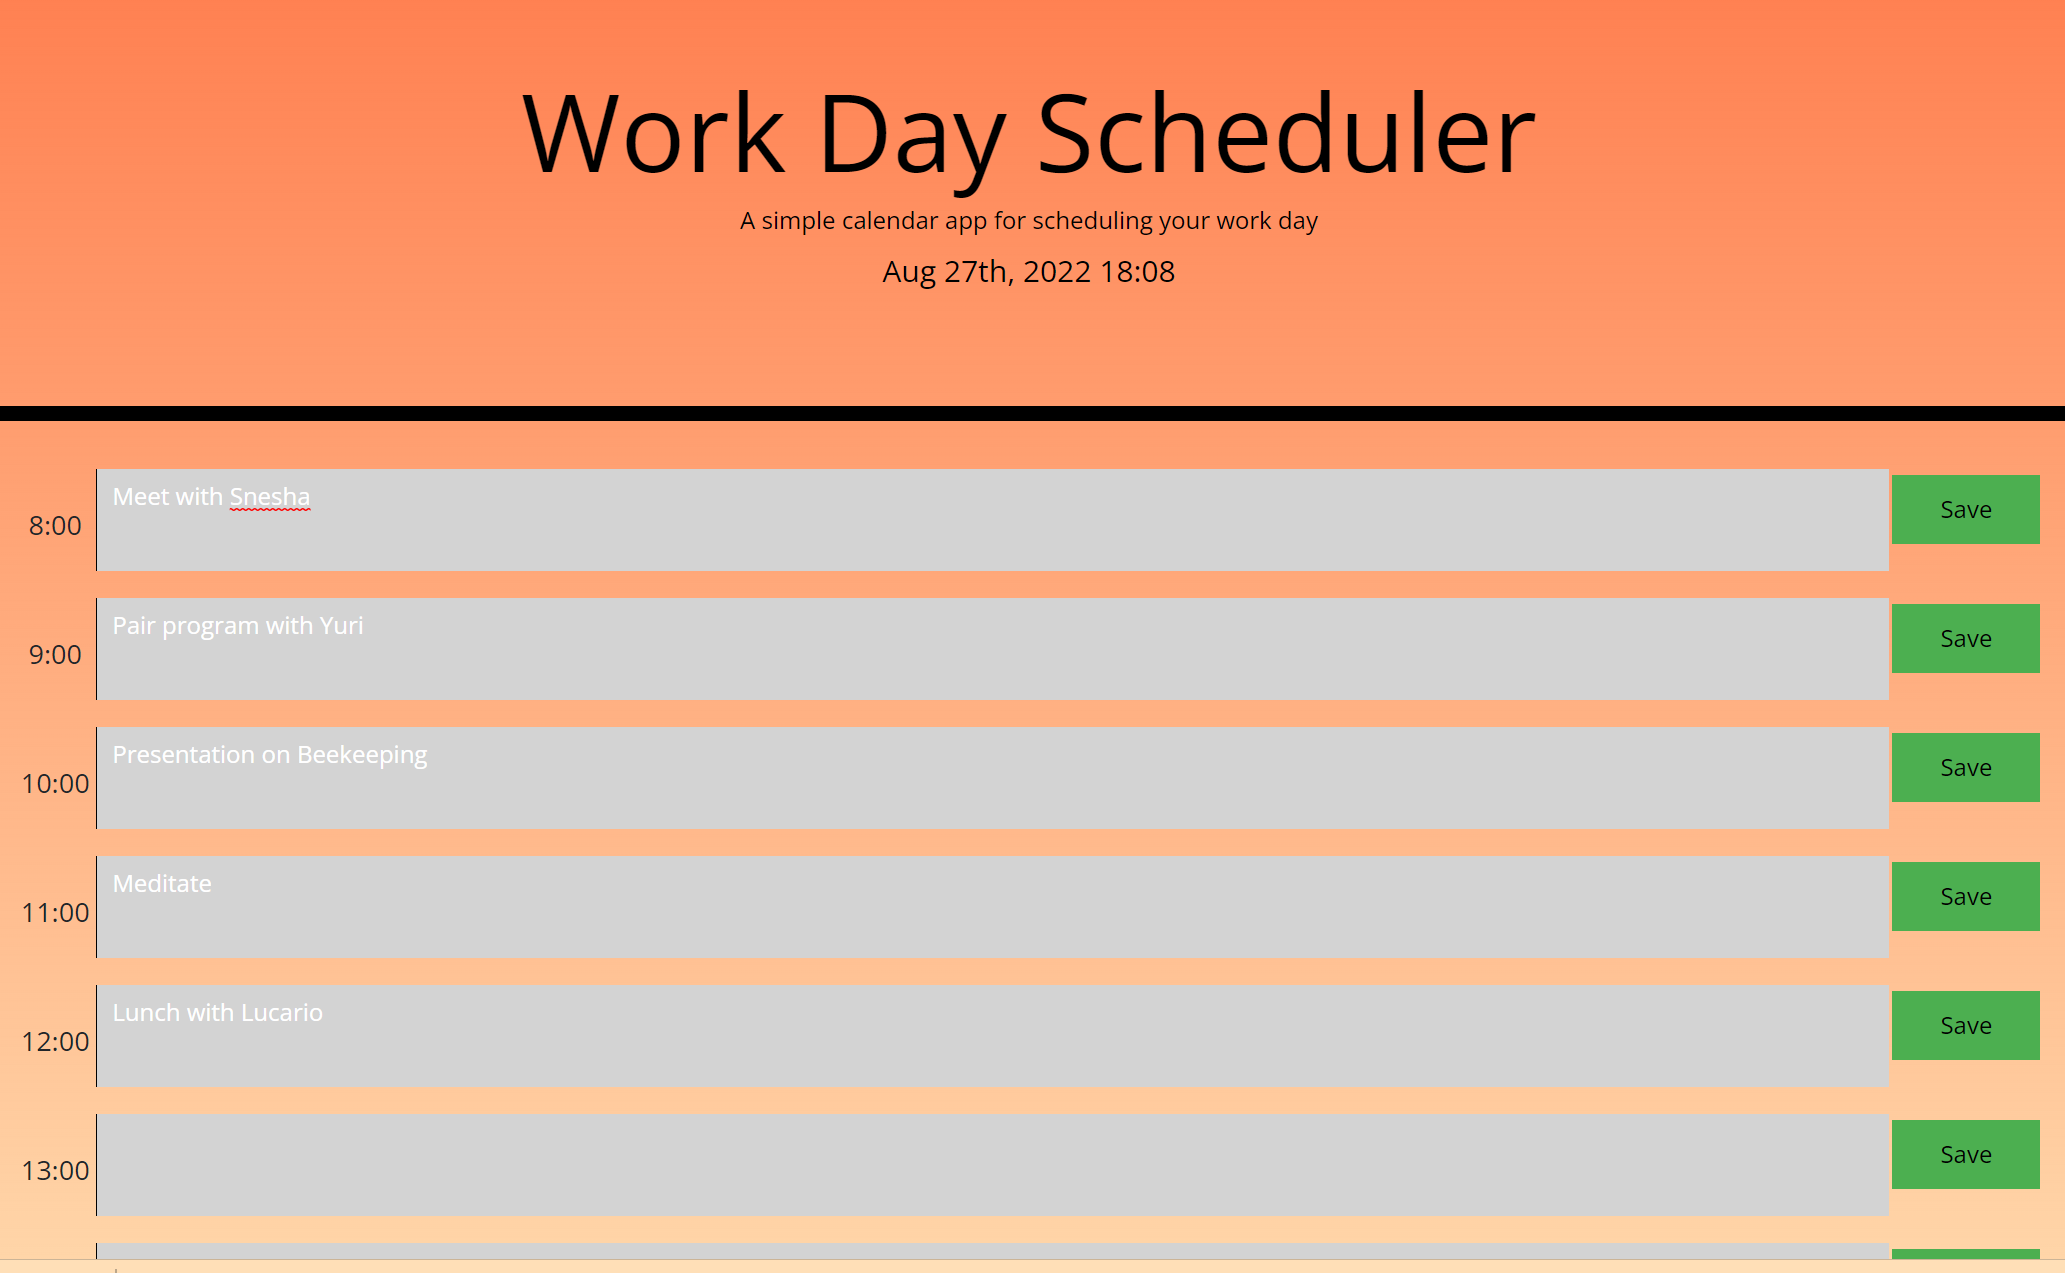 Work Day Scheduler
A simple calendar app for scheduling your work day
Aug 27th, 2022 18:08
Meet with Snesha
8:00
Save
Pair program with Yuri
9:00
Save
Presentation on Beekeeping
10:00
Save
Meditate
11:00
Save
Lunch with Lucario
12:00
Save
13:00
Save